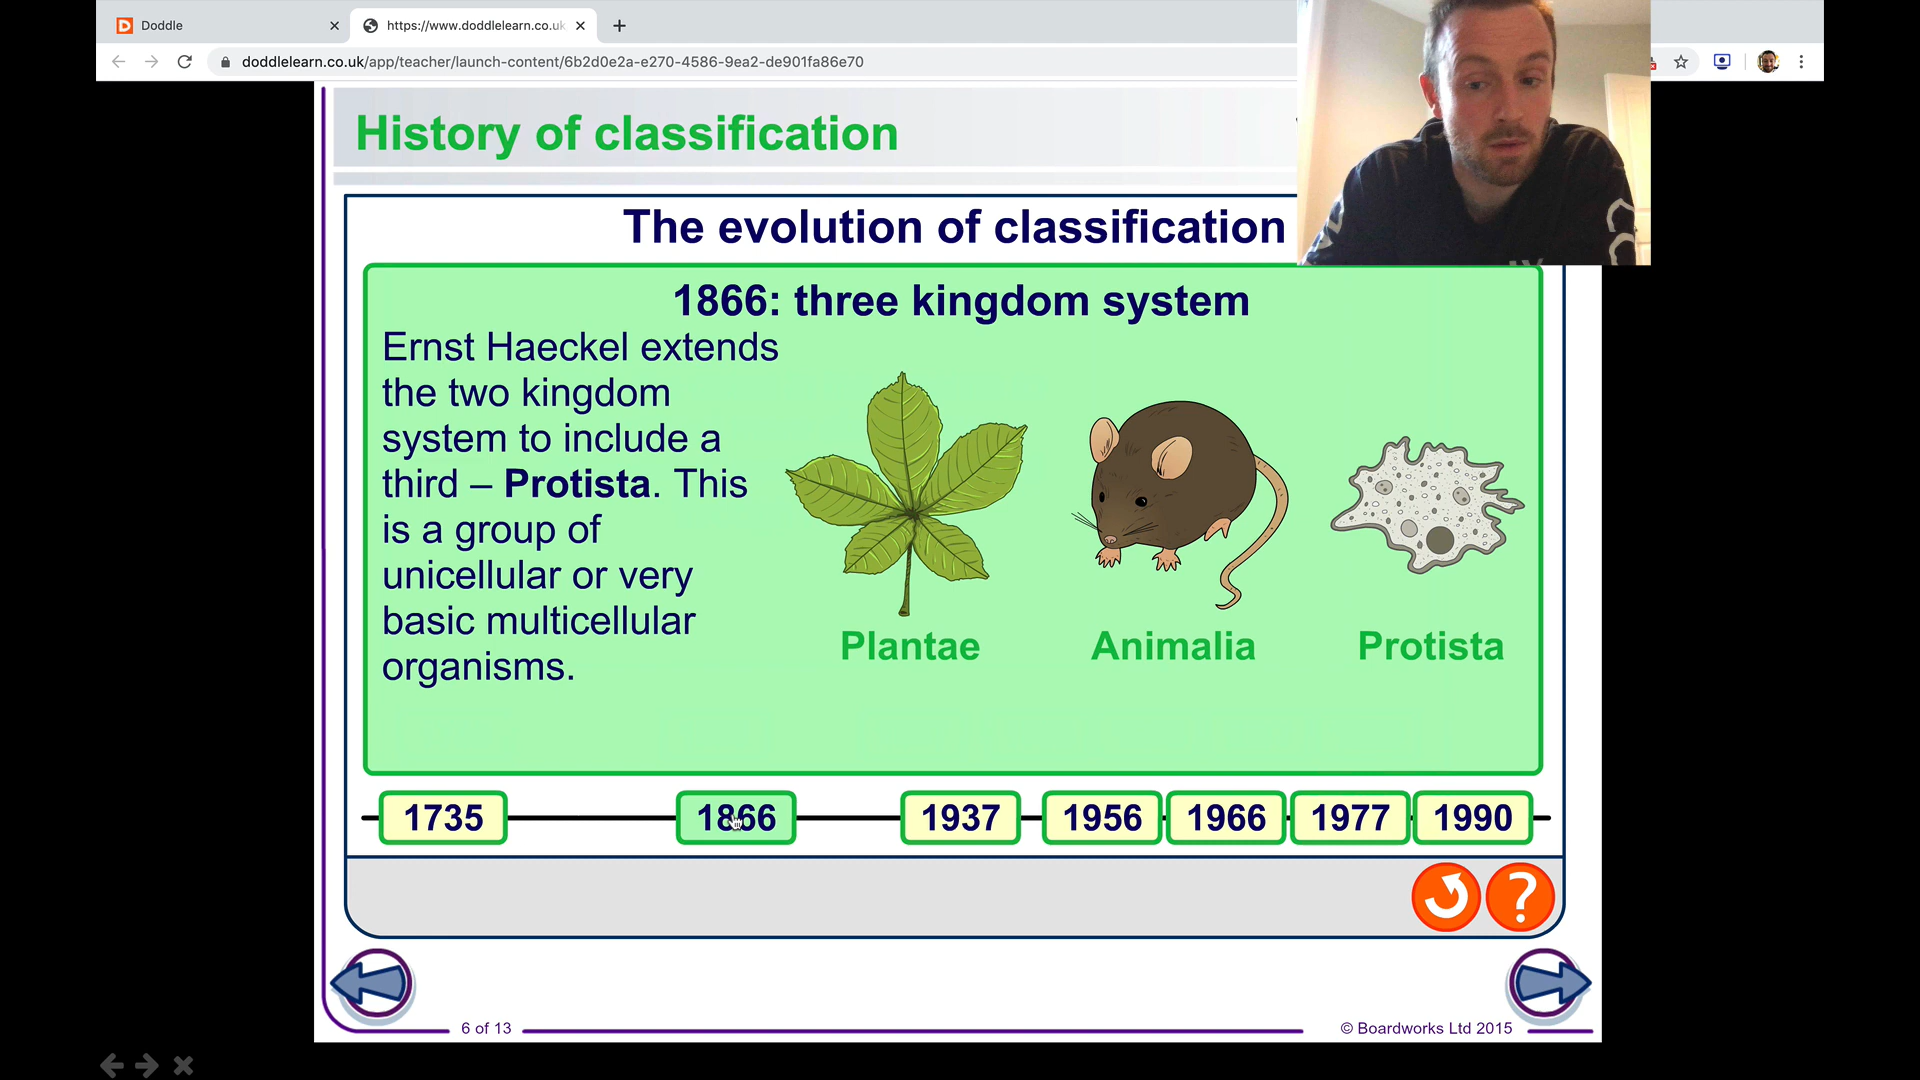 Doddle
https://www.doddlelearn.co.uk
doddlelearn.co.uk/app/teacher/launch-content/6b2d0e2a-e270-4586-9ea2-de901fa86e70
History of classification
The evolution of classification
1866: three kingdom system
Ernst Haeckel extends
the two kingdom
system to include a
third – Protista. This
is a group of
unicellular or very
basic multicellular
organisms.
Plantae
Animalia
Protista
1735
1866
1937
1956
1966
1977
1990
?
6 of 13
© Boardworks Ltd 2015